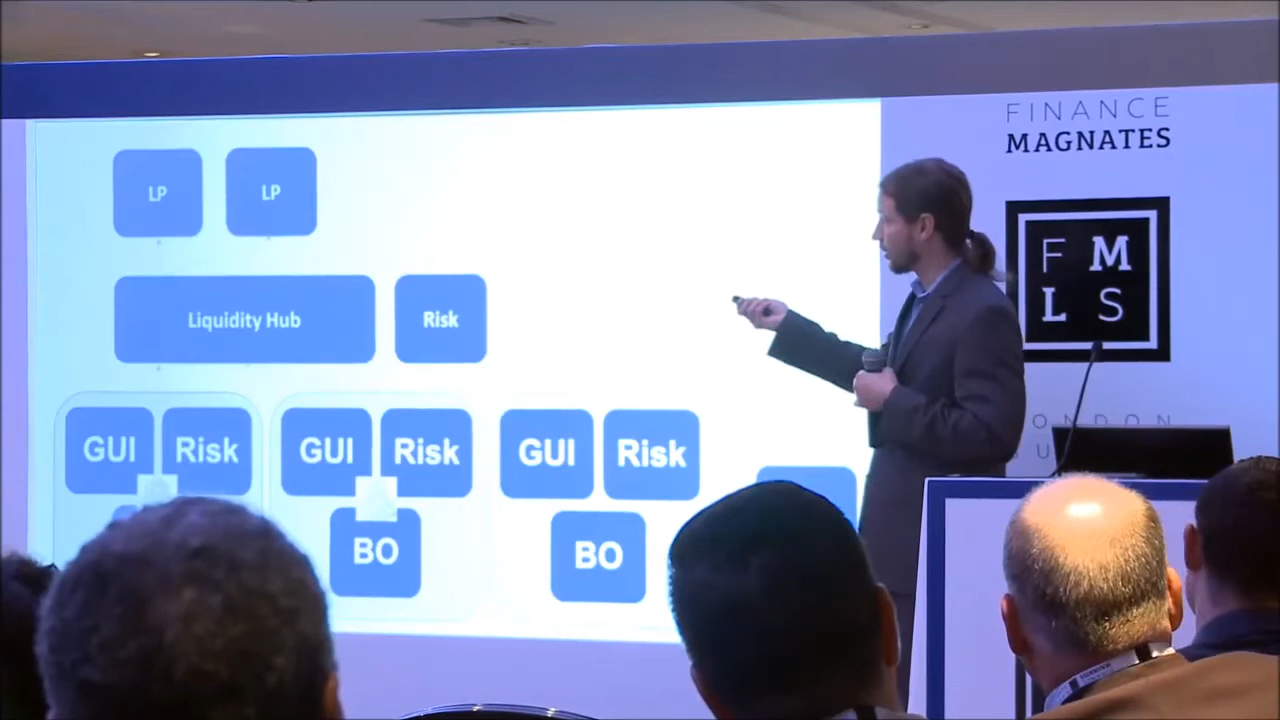 FINANCE
MAGNATES
LP LP
F M
L S
Liquidity Hub Risk
GUI Risk GUI Risk GUI Risk
BO BO